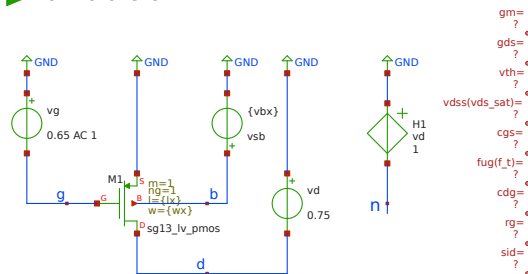 GND
GND
GND
GND
GND
vg
0.65 AC 1
{vbx}
vsb
H1
vd
1
M1
S
m=1
ng=1
l={lx}
w={wx}
G
B
D
sg13_lv_pmos
vd
0.75
g
b
n
d
gm=
?
gds=
?
vth=
?
vdss(vds_sat)=
?
cgs=
?
fug(f_t)=
?
cdg=
?
rg=
?
sid=
?